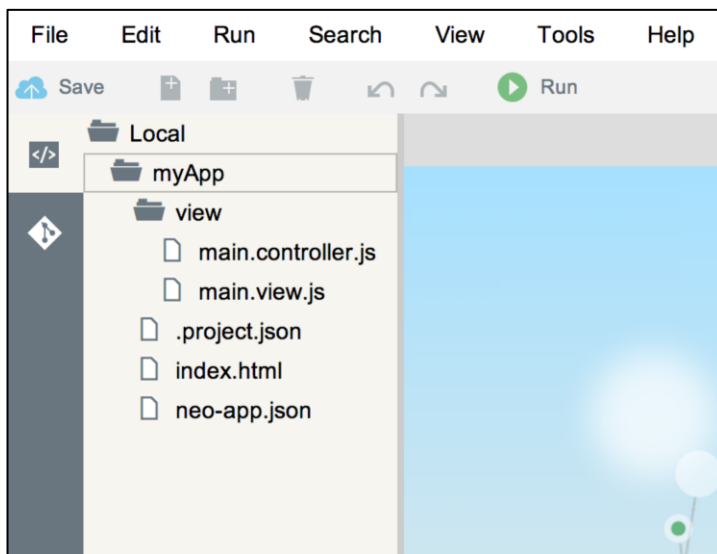 File Edit Run Search View Tools Help
Save Run
Local
</>
myApp
view
main.controller.js
main.view.js
.project.json
index.html
neo-app.json